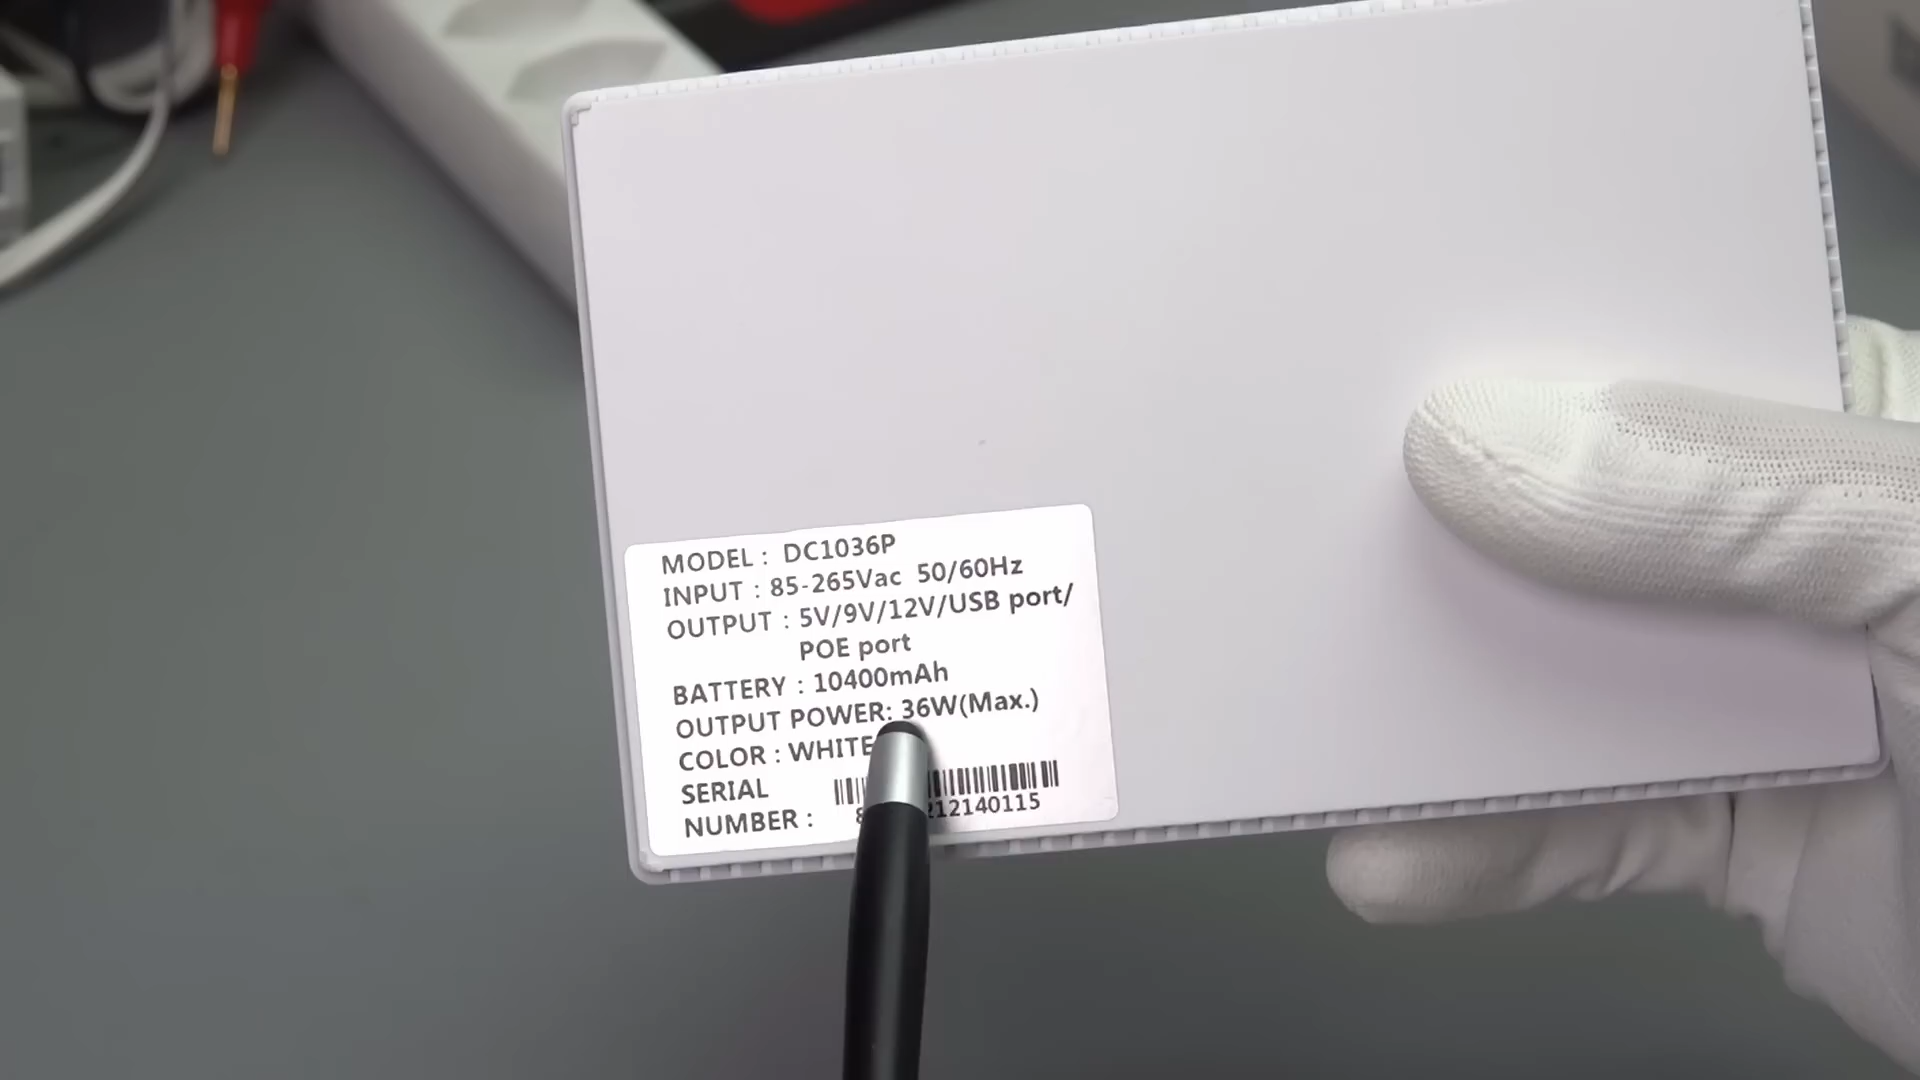 MODEL : DC1036P
INPUT : 85-265Vac 50/60Hz
OUTPUT : 5V/9V/12V/USB port/
POE port
BATTERY : 10400mAh
OUTPUT POWER: 36W(Max.)
COLOR : WHITE
SERIAL
NUMBER :